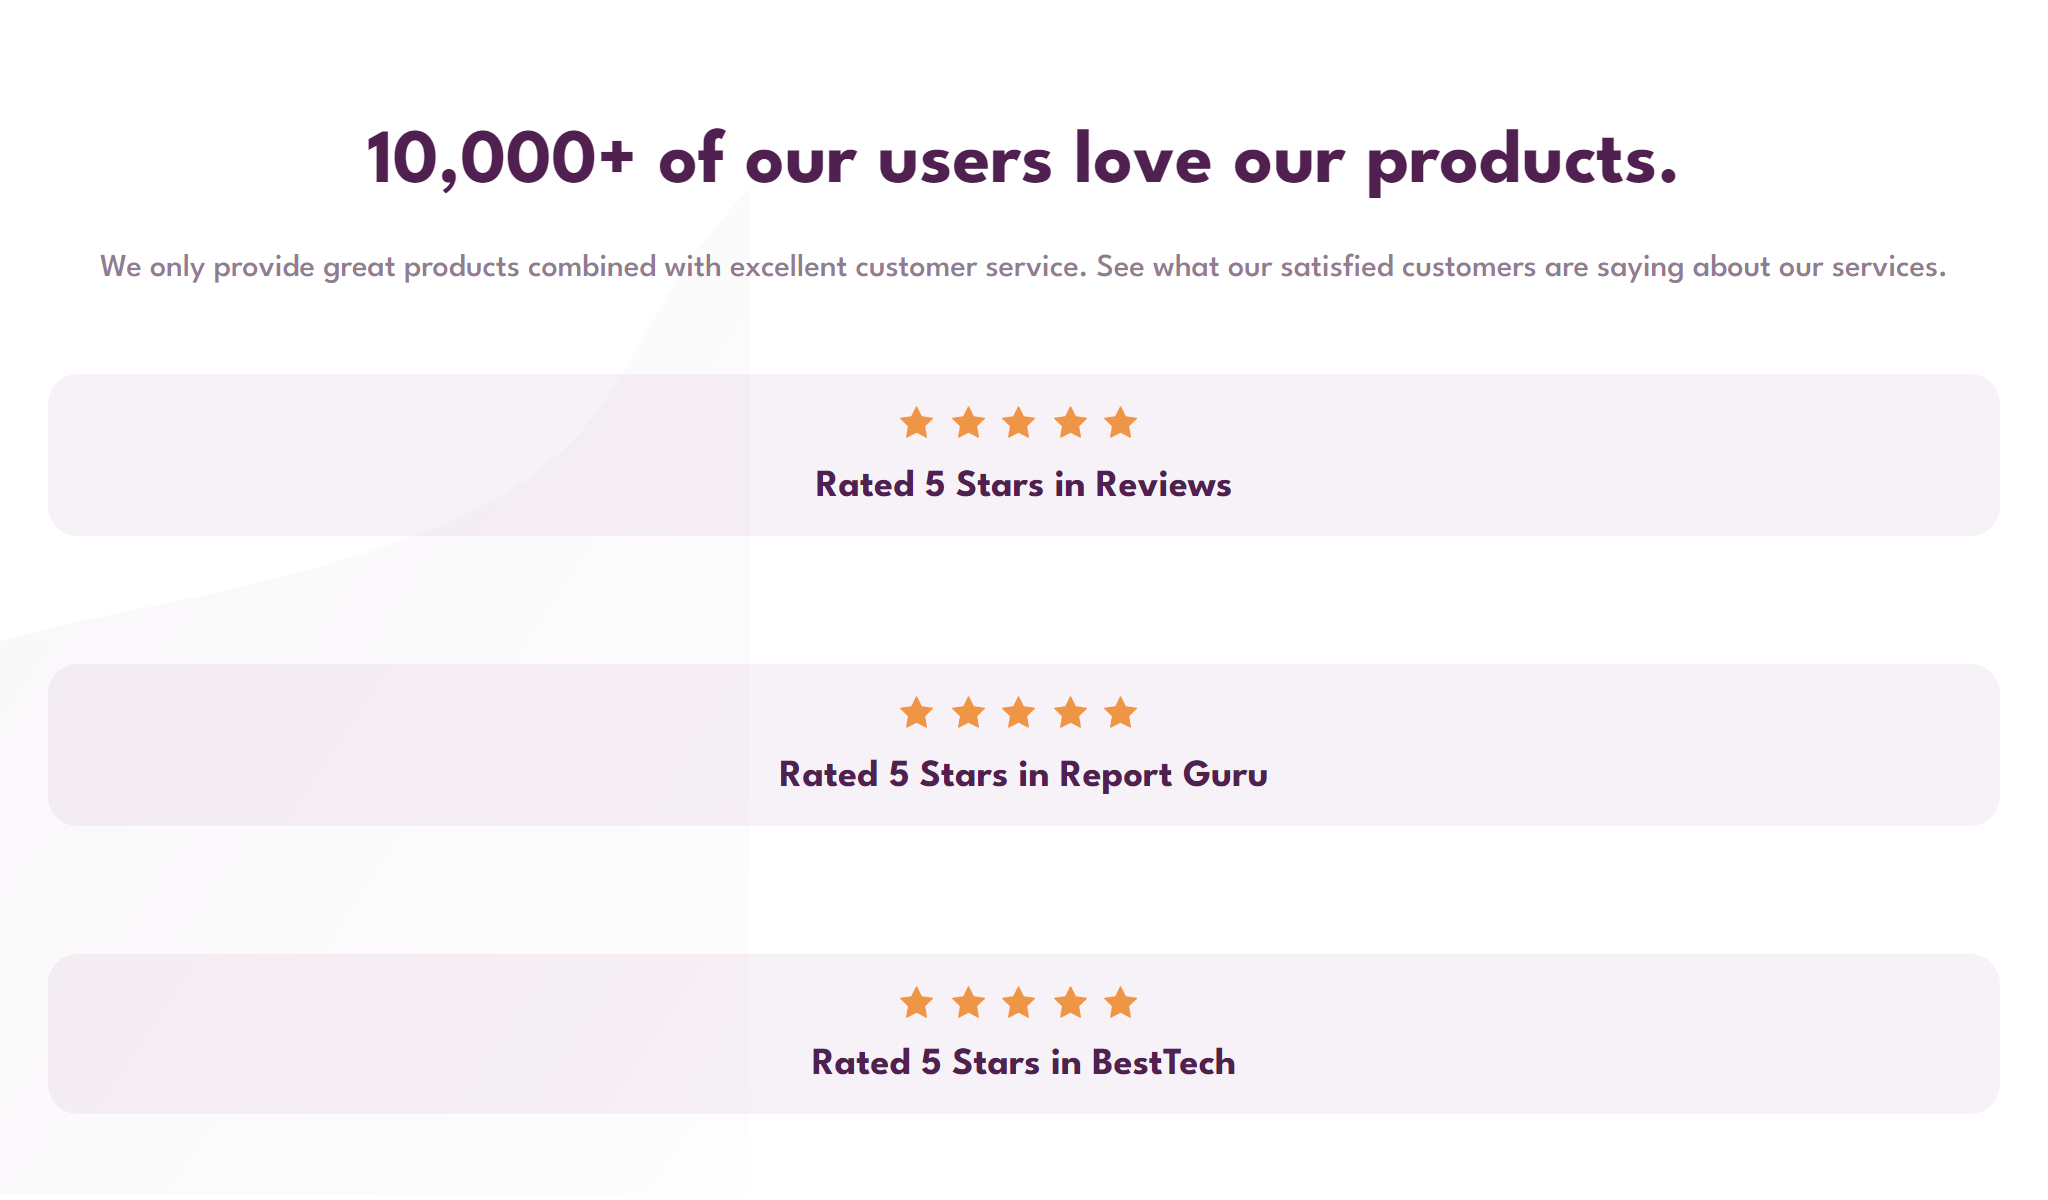 10,000+ of our users love our products.
We only provide great products combined with excellent customer service. See what our satisfied customers are saying about our services.
Rated 5 Stars in Reviews
Rated 5 Stars in Report Guru
Rated 5 Stars in BestTech